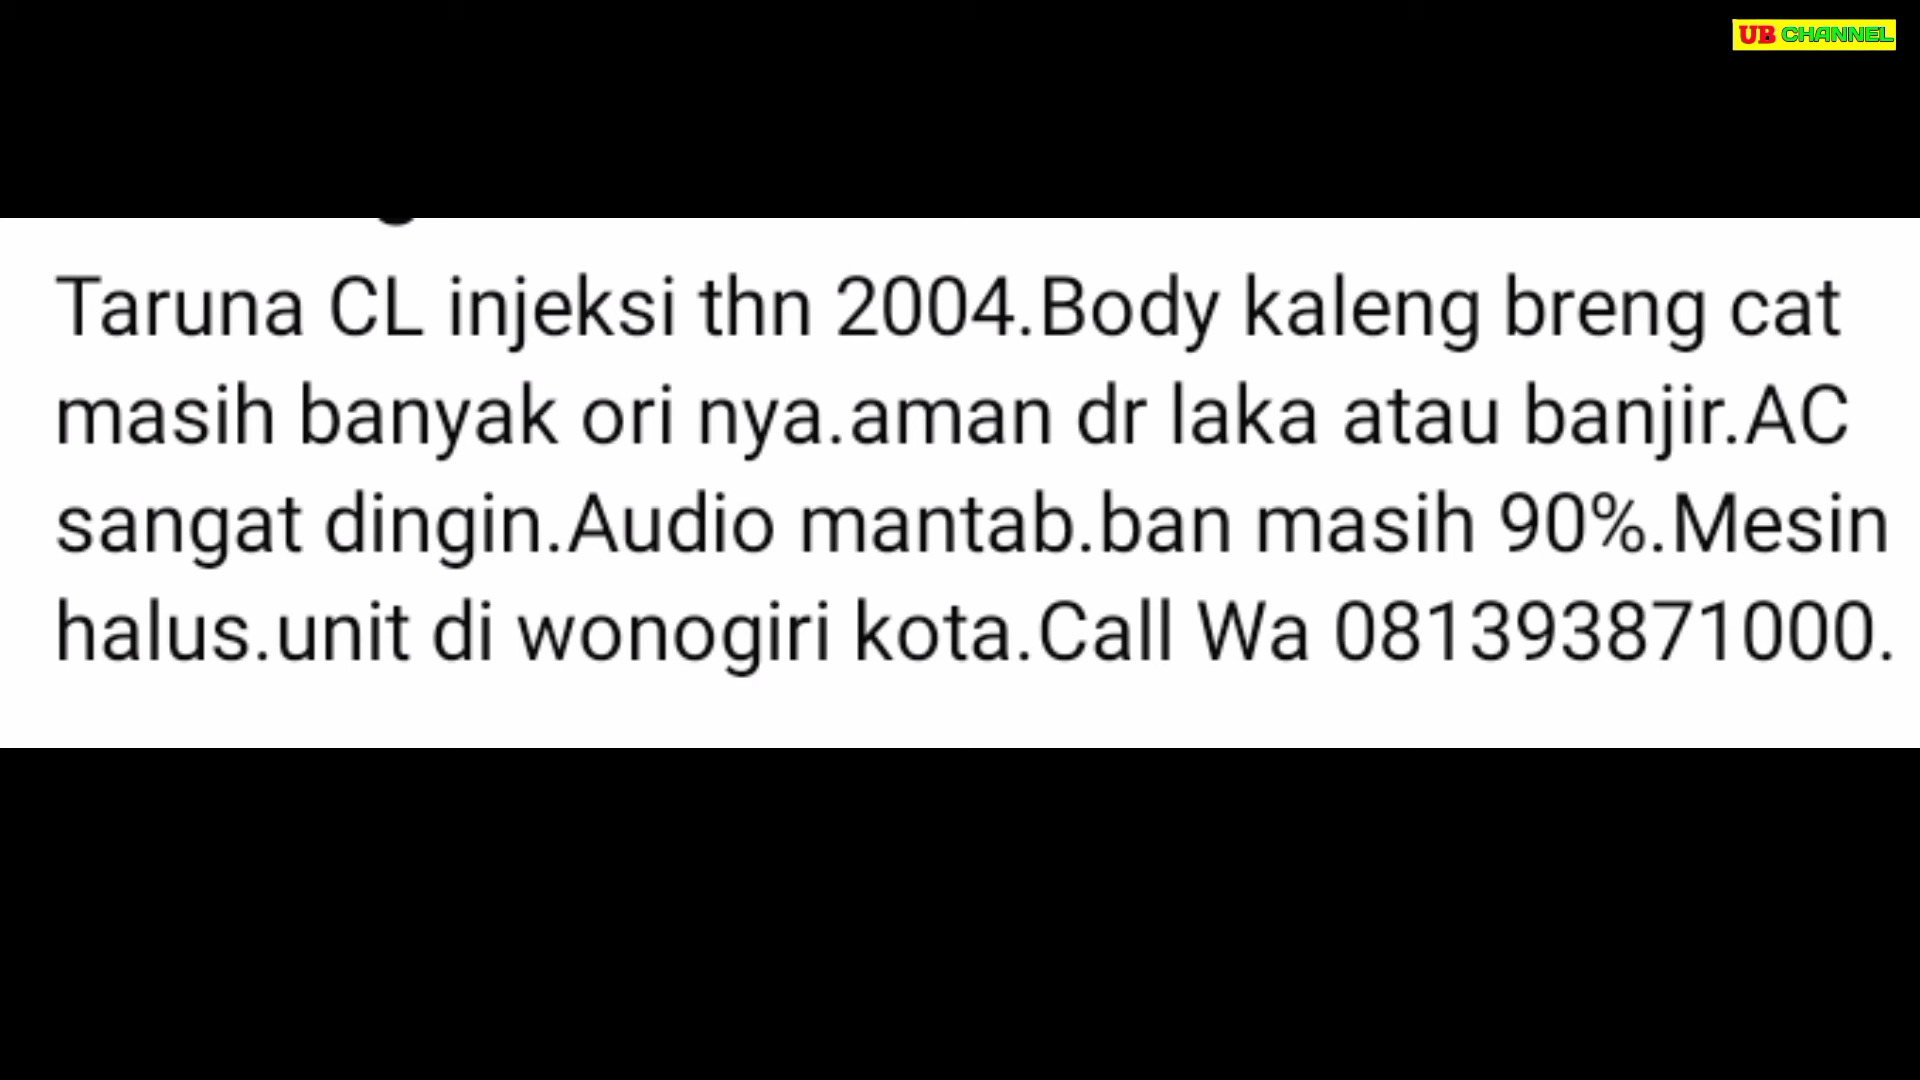 UB CHANNEL
Taruna CL injeksi thn 2004.Body kaleng breng cat
masih banyak ori nya.aman dr laka atau banjir.AC
sangat dingin.Audio mantab.ban masih 90%.Mesin
halus.unit di wonogiri kota.Call Wa 081393871000.